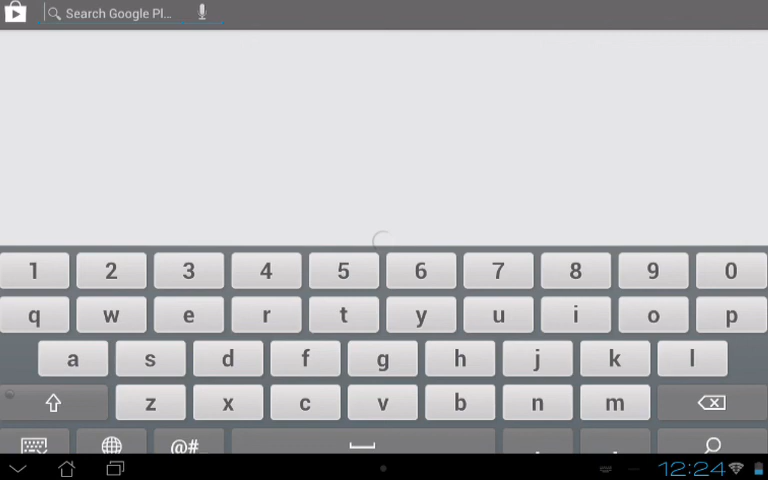 Search Google Pl...
1 2 3 4 5 6 7 8 9 0
q w e r t y u i o p
a s d f g h j k l
z x c v b n m
@#
12:24